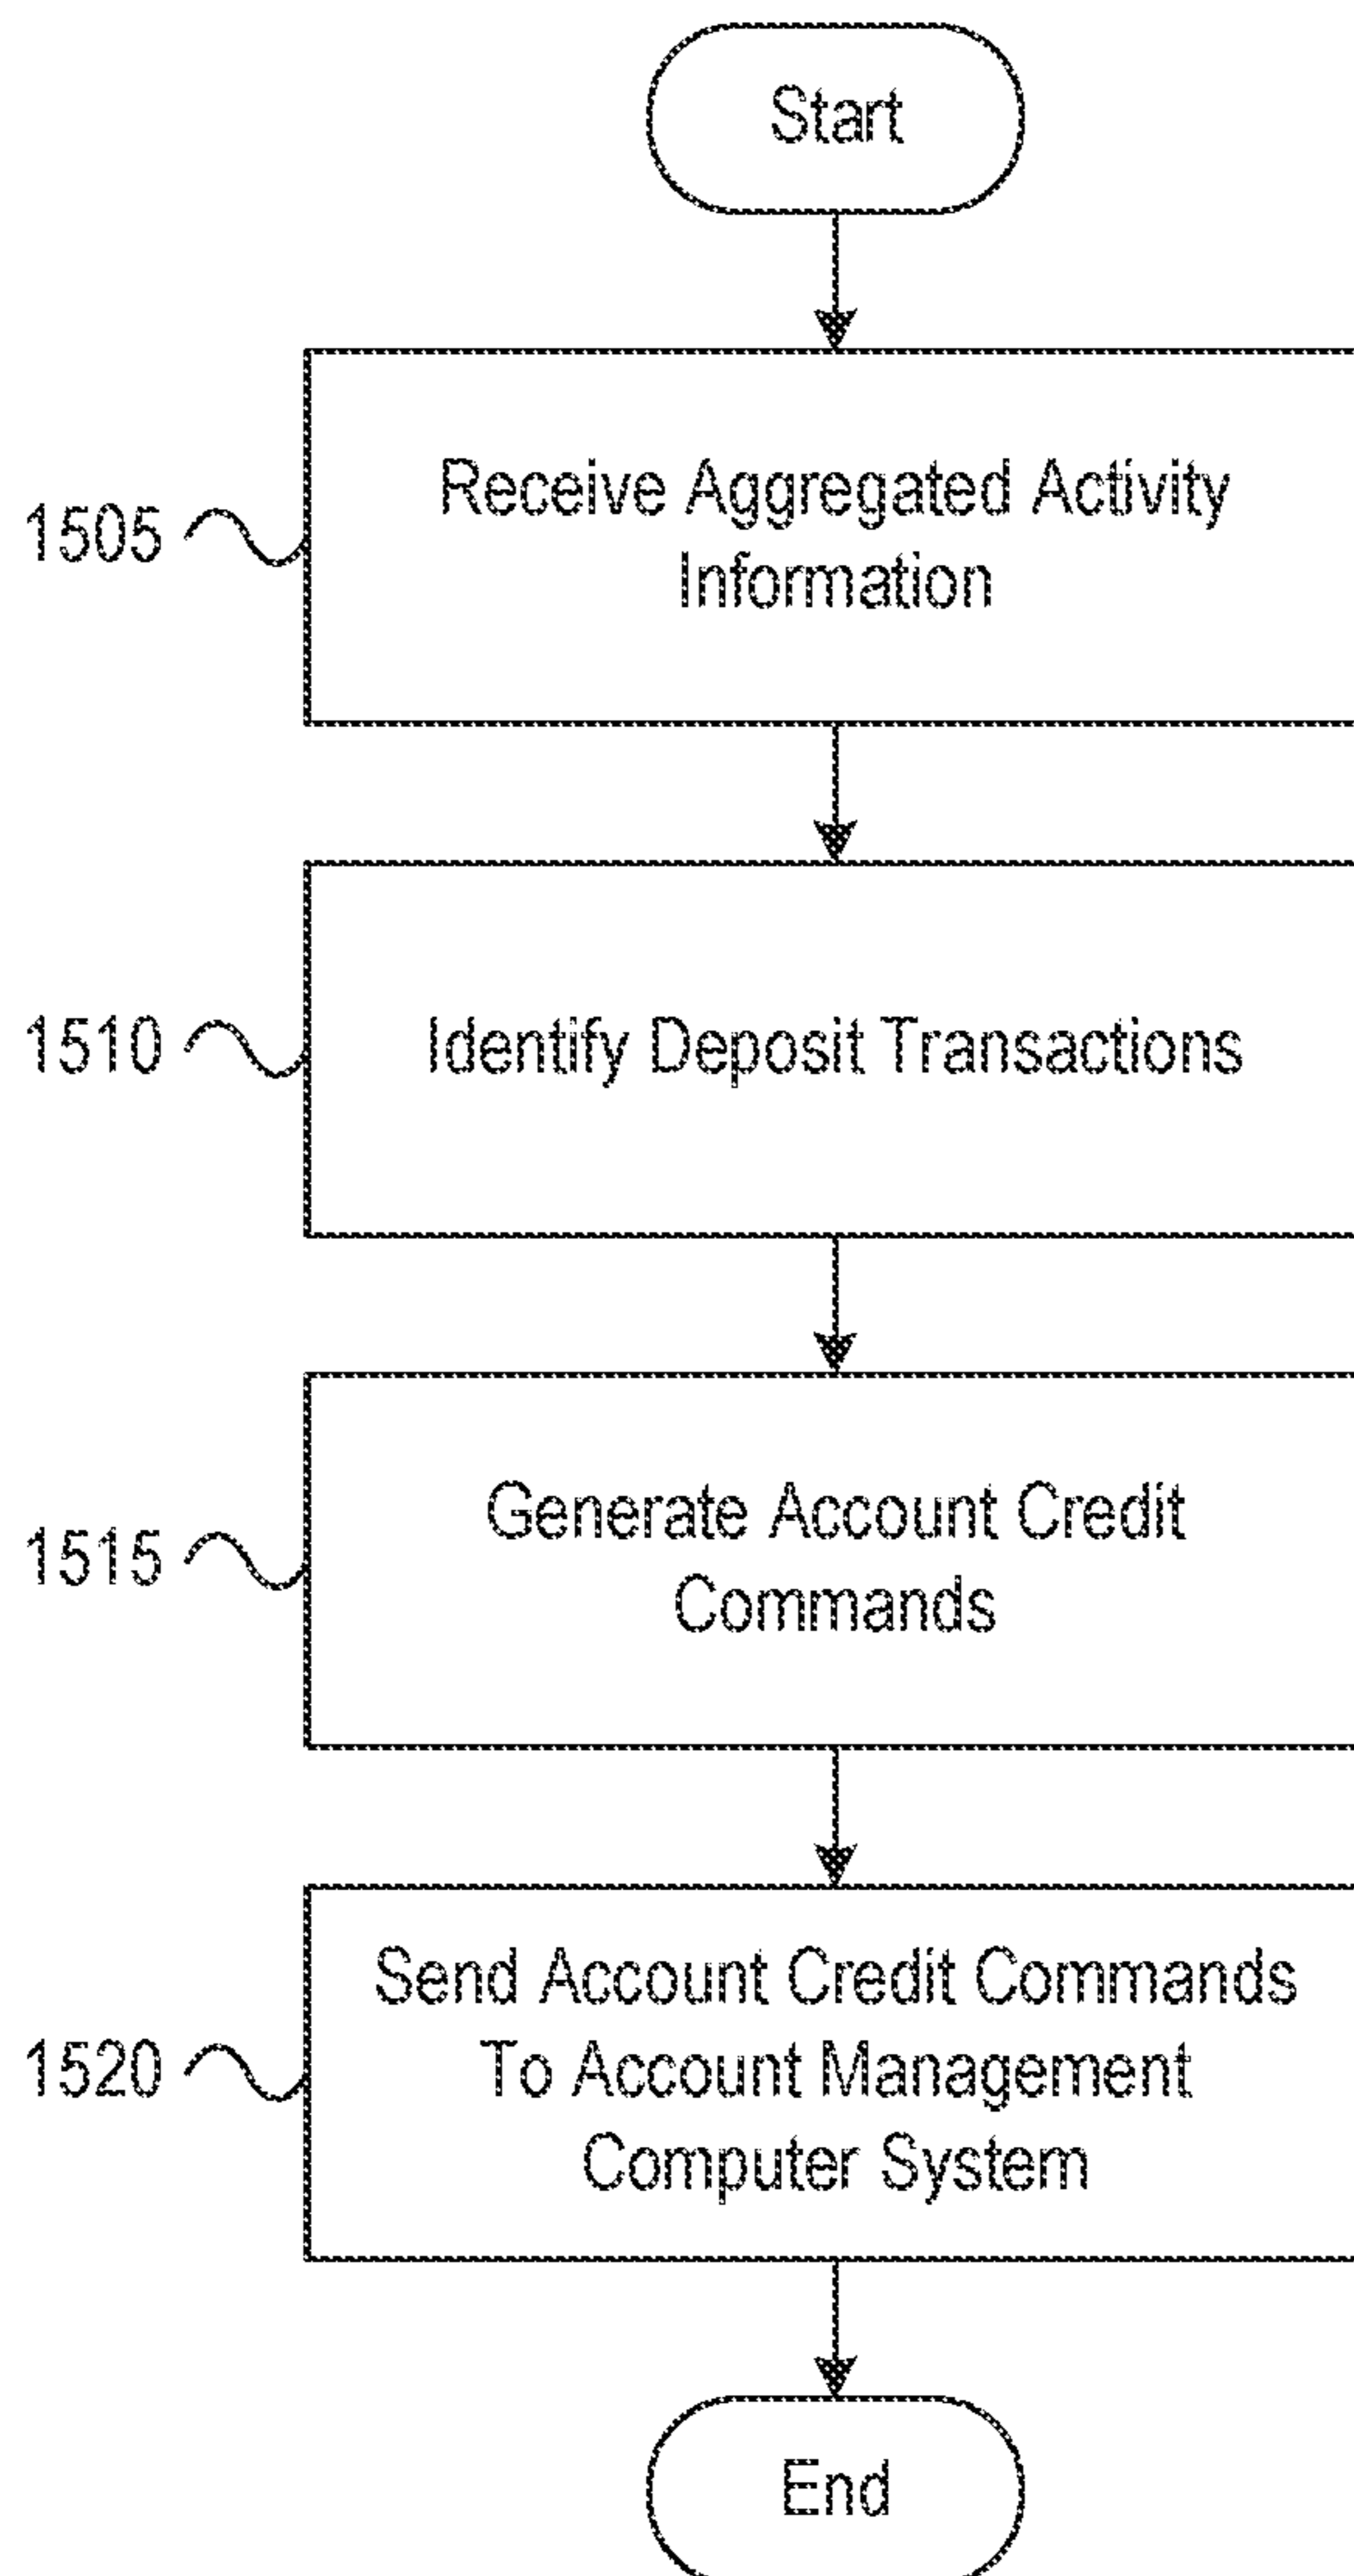 Start
1505
Receive Aggregated Activity
Information
1510
Identify Deposit Transactions
1515
Generate Account Credit
Commands
1520
Send Account Credit Commands
To Account Management
Computer System
End